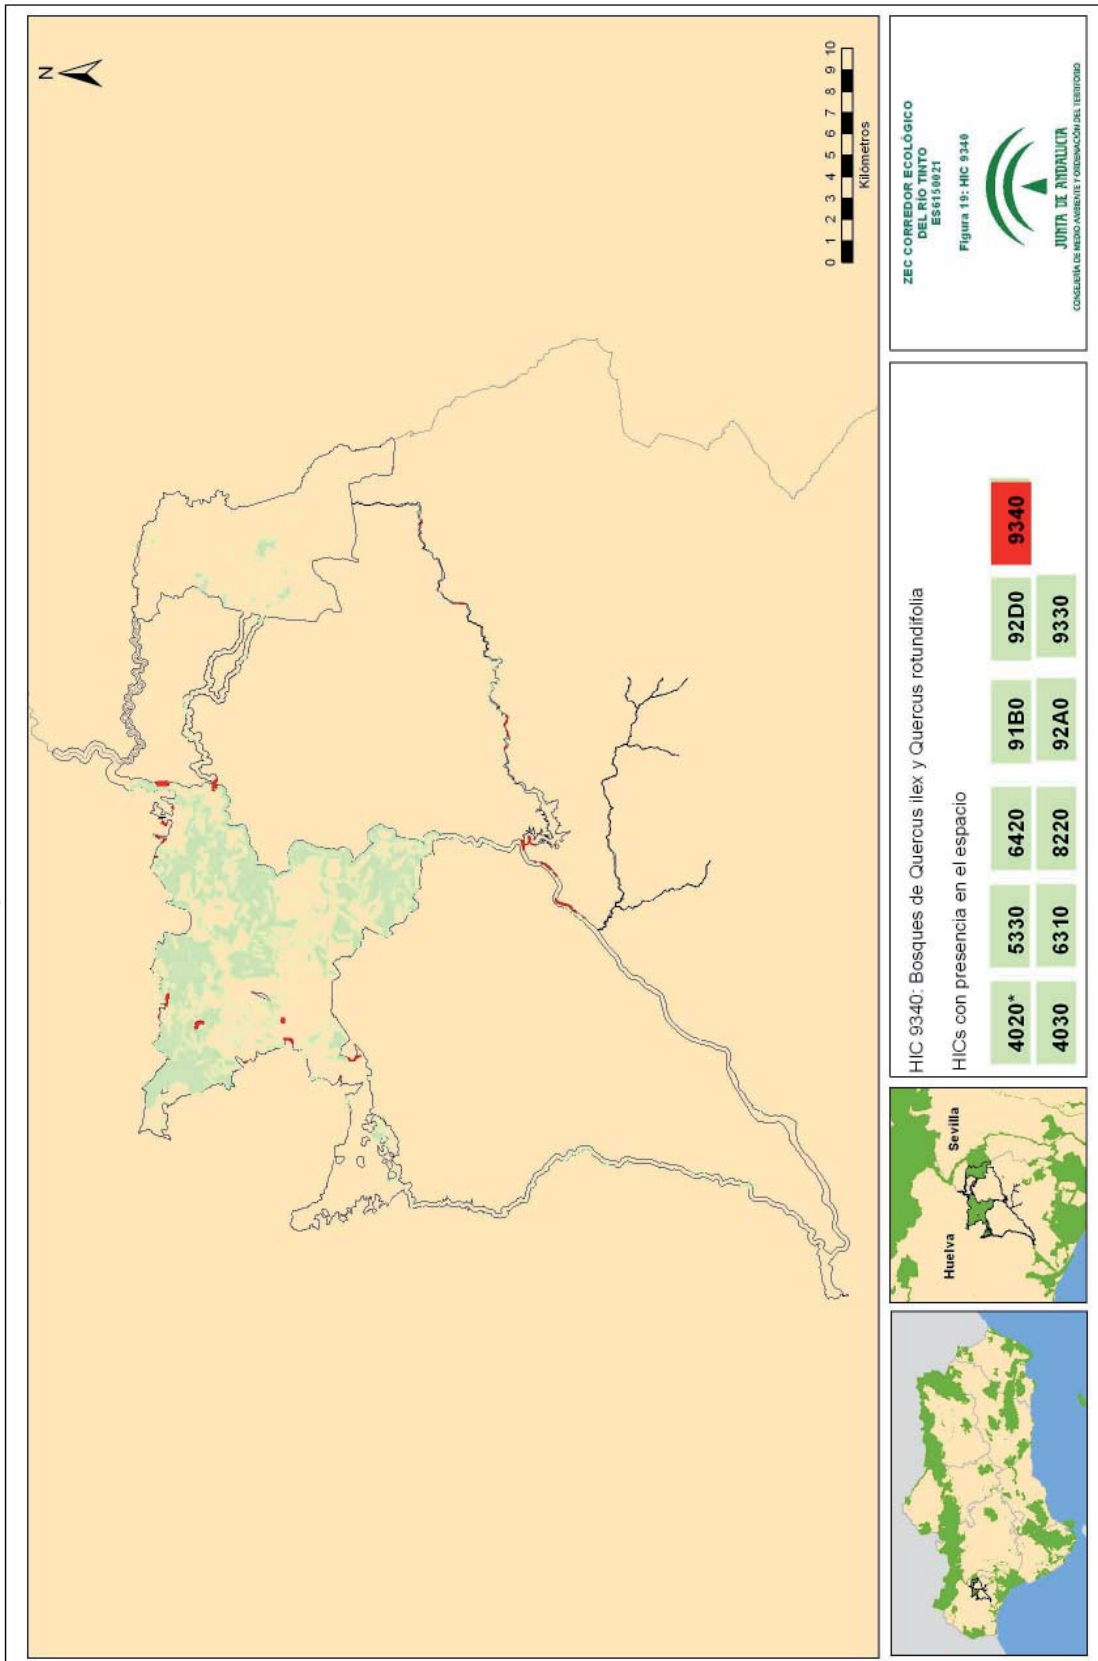 N
0 1 2 3 4 5 6 7 8 9 10
Kilómetros
Huelva
Sevilla
HIC 9340: Bosques de Quercus ilex y Quercus rotundifolia
HICs con presencia en el espacio
4020* 5330 6420 91B0 92D0 9340
4030 6310 8220 92A0 9330
ZEC CORREDOR ECOLÓGICO
DEL RÍO TINTO
ES6150021
Figura 19: HIC 9340
JUNTA DE ANDALUCIA
CONSEJERÍA DE MEDIO AMBIENTE Y ORDENACIÓN DEL TERRITORIO